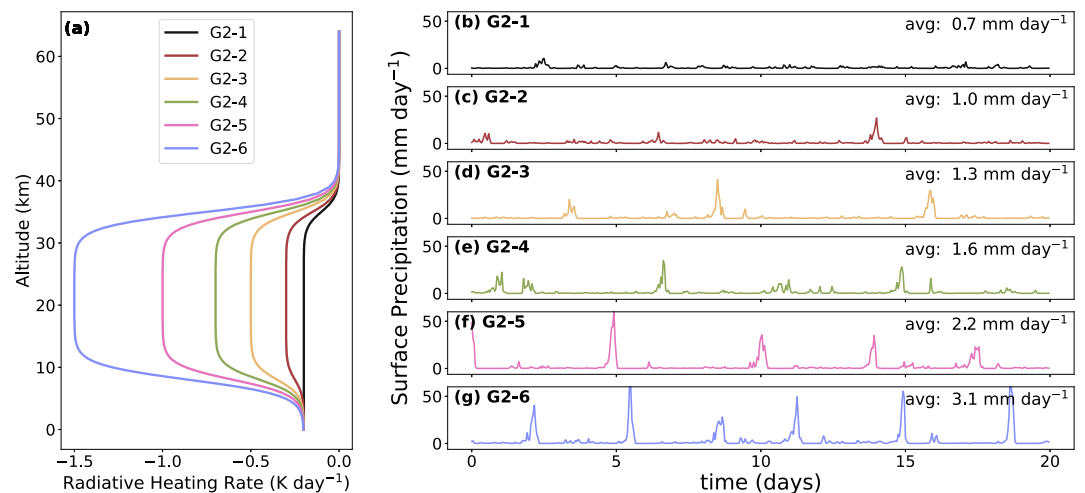 (a)
G2-1
G2-2
G2-3
G2-4
G2-5
G2-6
60
50
40
30
20
10
0
Altitude (km)
−1.5 −1.0 −0.5 0.0
Radiative Heating Rate (K day⁻¹)
Surface Precipitation (mm day⁻¹)
(b) G2-1 avg: 0.7 mm day⁻¹
50
0
(c) G2-2 avg: 1.0 mm day⁻¹
50
0
(d) G2-3 avg: 1.3 mm day⁻¹
50
0
(e) G2-4 avg: 1.6 mm day⁻¹
50
0
(f) G2-5 avg: 2.2 mm day⁻¹
50
0
(g) G2-6 avg: 3.1 mm day⁻¹
50
0
0 5 10 15 20
time (days)